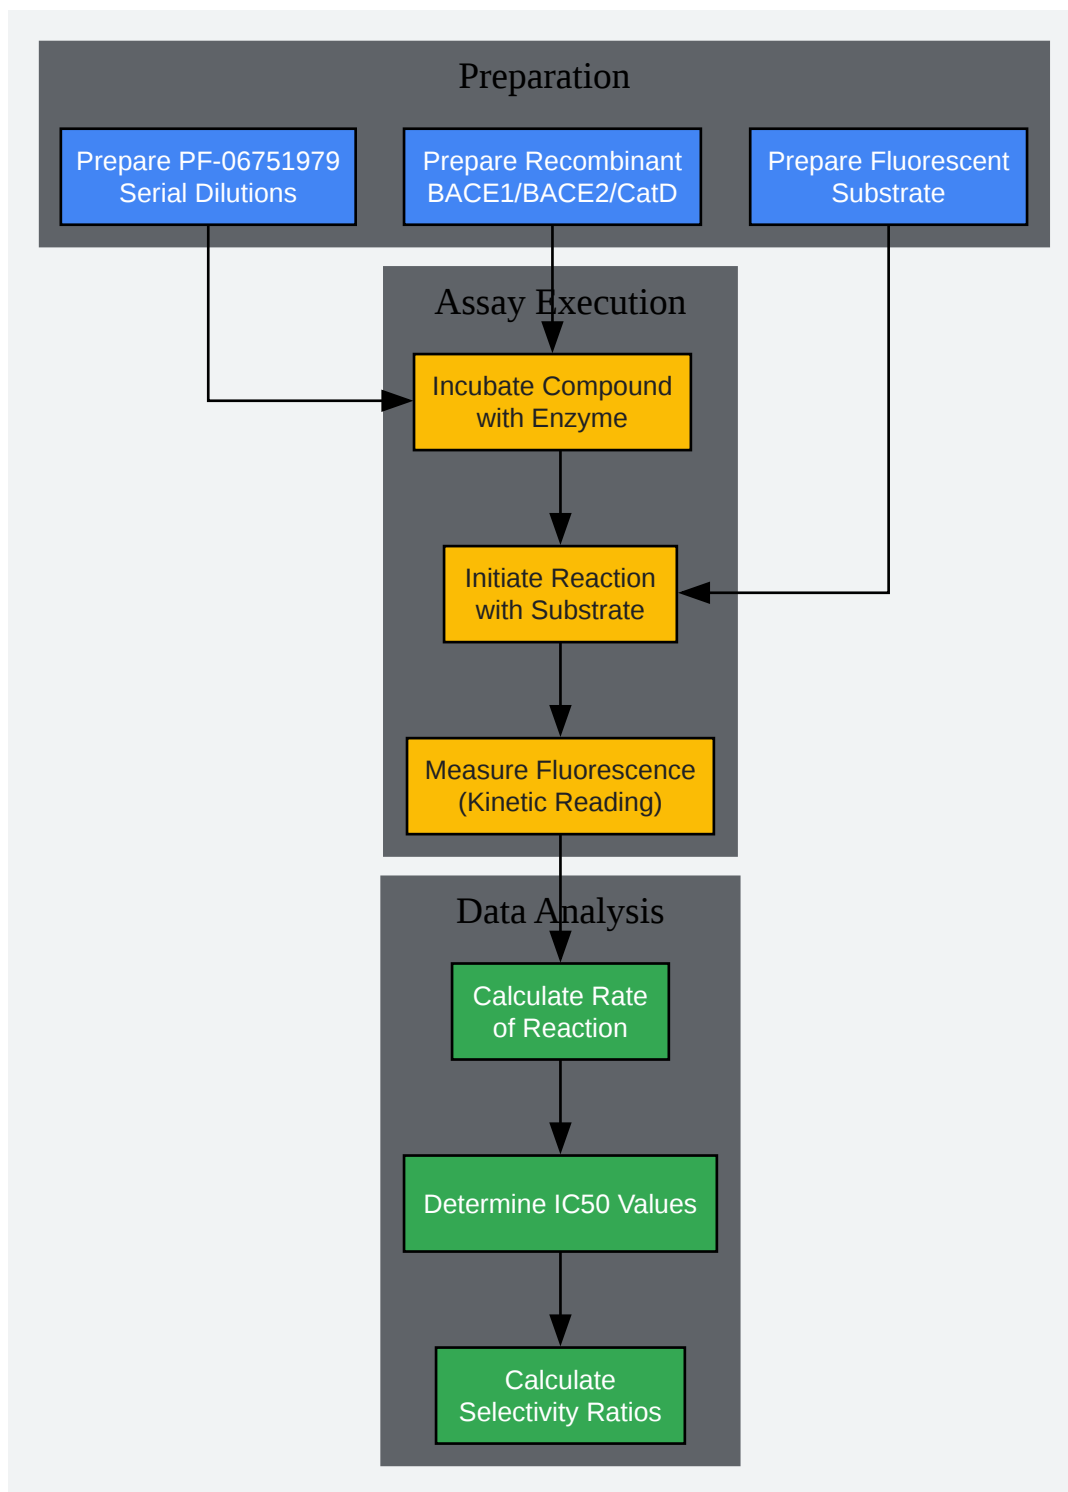 Preparation
Prepare PF-06751979
Serial Dilutions
Prepare Recombinant
BACE1/BACE2/CatD
Prepare Fluorescent
Substrate
Assay Execution
Incubate Compound
with Enzyme
Initiate Reaction
with Substrate
Measure Fluorescence
(Kinetic Reading)
Data Analysis
Calculate Rate
of Reaction
Determine IC50 Values
Calculate
Selectivity Ratios